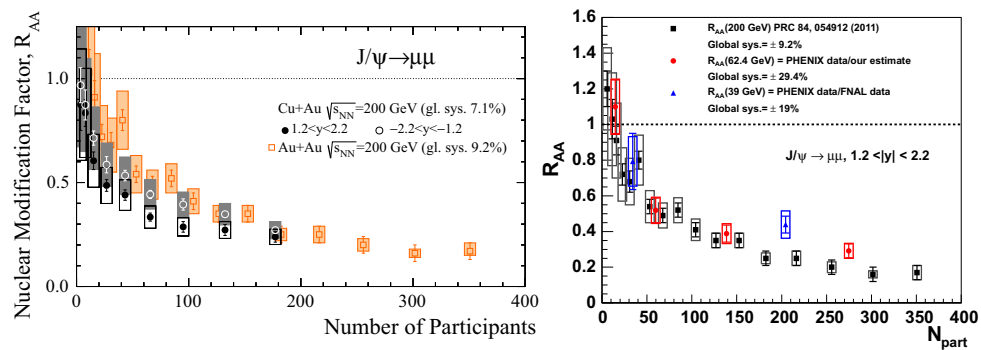 Nuclear Modification Factor, R_AA
1.0
0.5
0.0
J/ψ→μμ
Cu+Au √s_NN=200 GeV (gl. sys. 7.1%)
1.2<y<2.2 -2.2<y<-1.2
Au+Au √s_NN=200 GeV (gl. sys. 9.2%)
0 100 200 300 400
Number of Participants
R_AA
1.6
1.4
1.2
1
0.8
0.6
0.4
0.2
0
R_AA(200 GeV) PRC 84, 054912 (2011)
Global sys.= ± 9.2%
R_AA(62.4 GeV) = PHENIX data/our estimate
Global sys.= ± 29.4%
R_AA(39 GeV) = PHENIX data/FNAL data
Global sys.= ± 19%
J/ψ → μμ, 1.2 <|y| < 2.2
0 50 100 150 200 250 300 350 400
N_part